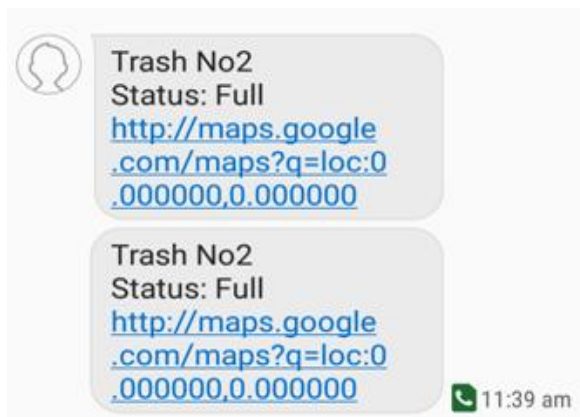 Trash No2
Status: Full
http://maps.google
.com/maps?q=loc:0
.000000,0.000000
Trash No2
Status: Full
http://maps.google
.com/maps?q=loc:0
.000000,0.000000
11:39 am